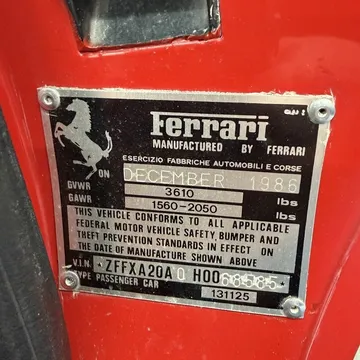 Ferrari
MANUFACTURED BY FERRARI
ESERCIZIO FABBRICHE AUTOMOBILI E CORSE
ON DECEMBER 1986
GVWR 3610 lbs
GAWR 1560-2050 lbs
THIS VEHICLE CONFORMS TO ALL APPLICABLE
FEDERAL MOTOR VEHICLE SAFETY, BUMPER AND
THEFT PREVENTION STANDARDS IN EFFECT ON
THE DATE OF MANUFACTURE SHOWN ABOVE
V.I.N. *ZFFXA20A0H0068585*
TYPE PASSENGER CAR 131125